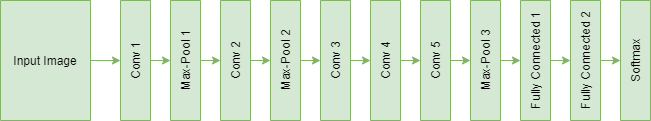 Input Image
Conv 1
Max-Pool 1
Conv 2
Max-Pool 2
Conv 3
Conv 4
Conv 5
Max-Pool 3
Fully Connected 1
Fully Connected 2
Softmax